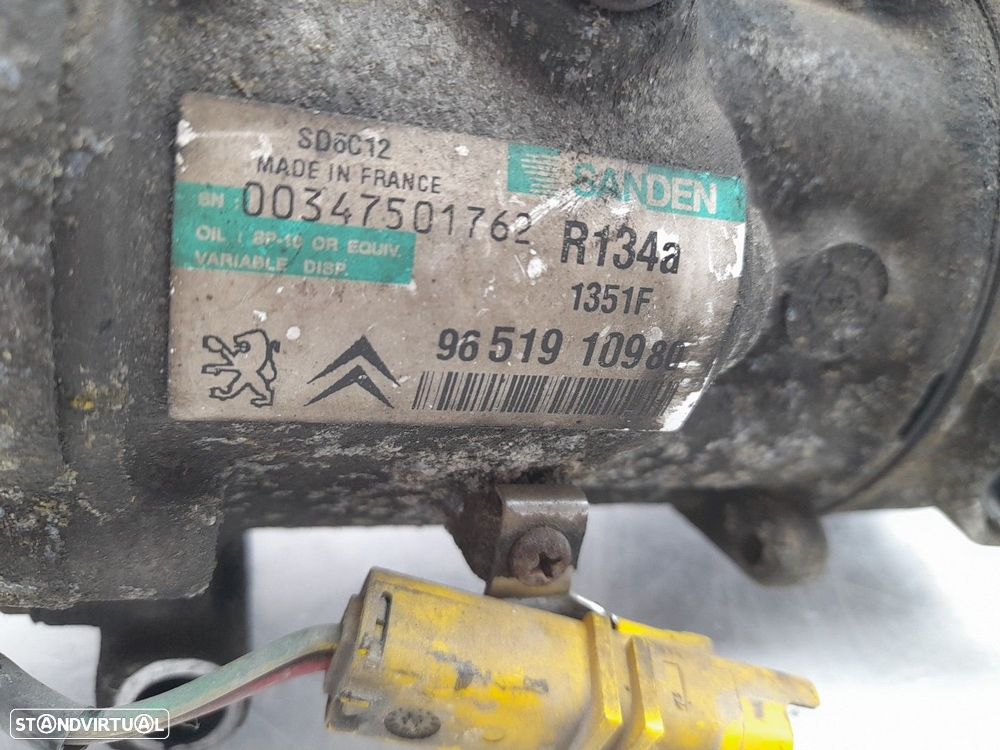 SD6C12
MADE IN FRANCE
SANDEN
SN : 00347501762
OIL : SP-10 OR EQUIV.
VARIABLE DISP.
R134a
1351F
96 519 10980
STANDVIRTUAL